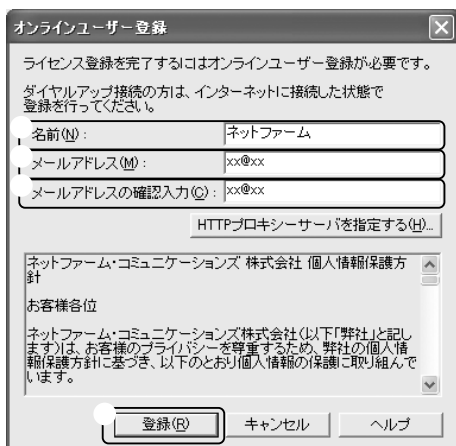 オンラインユーザー登録
ライセンス登録を完了するにはオンラインユーザー登録が必要です。
ダイヤルアップ接続の方は、インターネットに接続した状態で
登録を行ってください。
名前(N): ネットファーム
メールアドレス(M): xx@xx
メールアドレスの確認入力(C): xx@xx
HTTPプロキシーサーバを指定する(H)...
ネットファーム・コミュニケーションズ 株式会社 個人情報保護方
針
お客様各位
ネットファーム・コミュニケーションズ株式会社(以下「弊社」と記し
ます)は、お客様のプライバシーを尊重するため、弊社の個人情
報保護方針に基づき、以下のとおり個人情報の保護に取り組んで
います。
登録(R) キャンセル ヘルプ